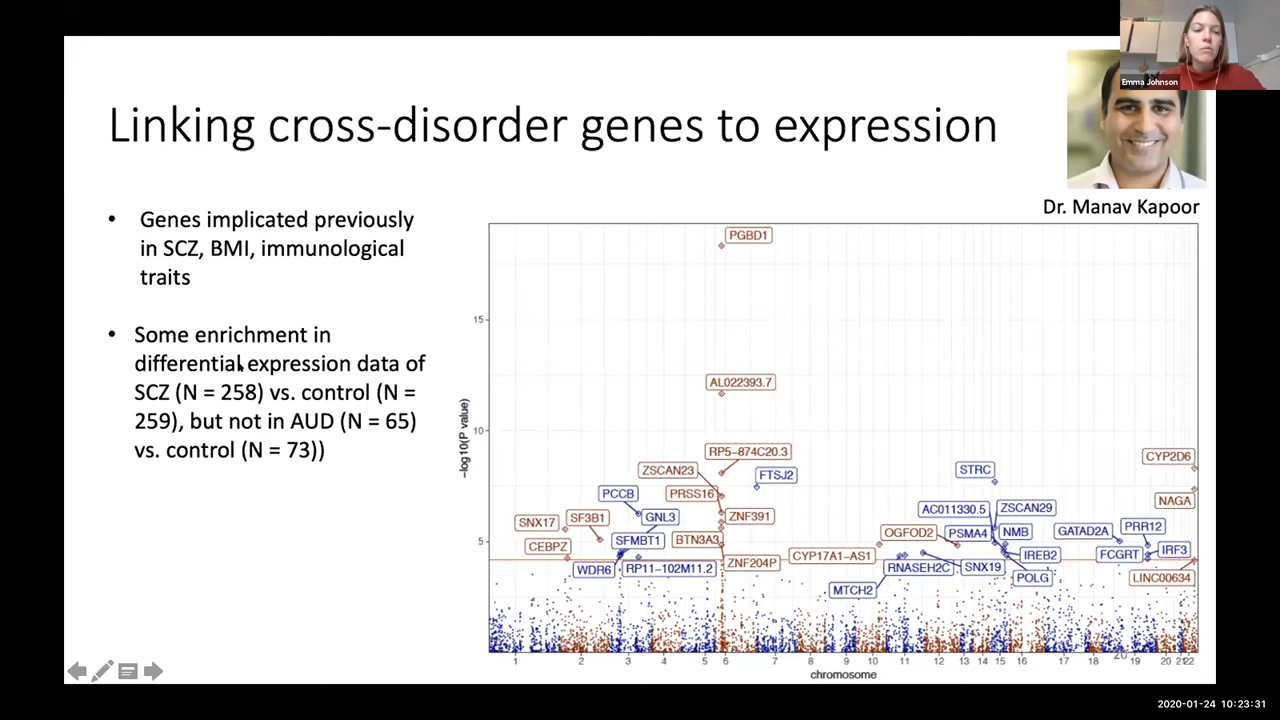 Emma Johnson
Linking cross-disorder genes to expression
Dr. Manav Kapoor
• Genes implicated previously
in SCZ, BMI, immunological
traits
• Some enrichment in
differential expression data of
SCZ (N = 258) vs. control (N =
259), but not in AUD (N = 65)
vs. control (N = 73))
PGBD1
15
AL022393.7
−log10(P value)
10
RP5−874C20.3
CYP2D6
ZSCAN23
FTSJ2
STRC
PCCB
PRSS16
NAGA
SNX17
SF3B1
GNL3
ZNF391
AC011330.5
ZSCAN29
CEBPZ
SFMBT1
BTN3A3
OGFOD2
PSMA4
NMB
GATAD2A
PRR12
5
WDR6
RP11−102M11.2
ZNF204P
CYP17A1−AS1
RNASEH2C
SNX19
IREB2
FCGRT
IRF3
MTCH2
POLG
LINC00634
1 2 3 4 5 6 7 8 9 10 11 12 13 14 15 16 17 18 19 20 21 22
20
chromosome
2020-01-24 10:23:31